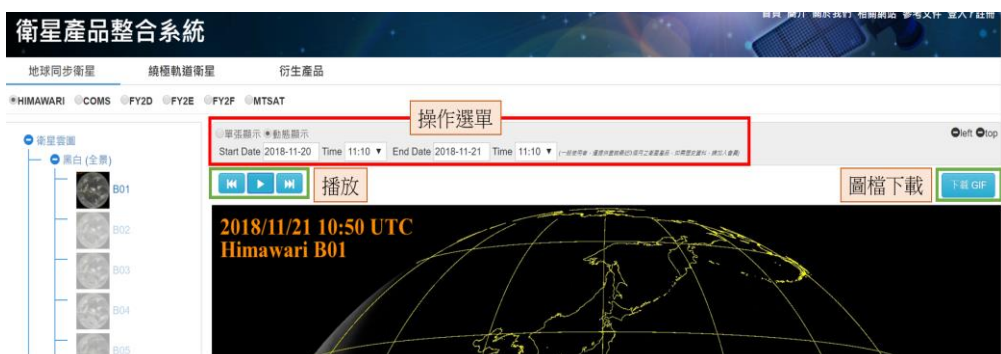 首頁 簡介 關於我們 相關網站 參考文件 登入/註冊
衛星產品整合系統
地球同步衛星 繞極軌道衛星 衍生產品
HIMAWARI COMS FY2D FY2E FY2F MTSAT
操作選單
單張顯示 動態顯示
left top
Start Date 2018-11-20 Time 11:10 End Date 2018-11-21 Time 11:10
衛星雲圖
黑白 (全景)
播放
圖檔下載
下載 GIF
B01
2018/11/21 10:50 UTC
Himawari B01
B02
B03
B04
B05